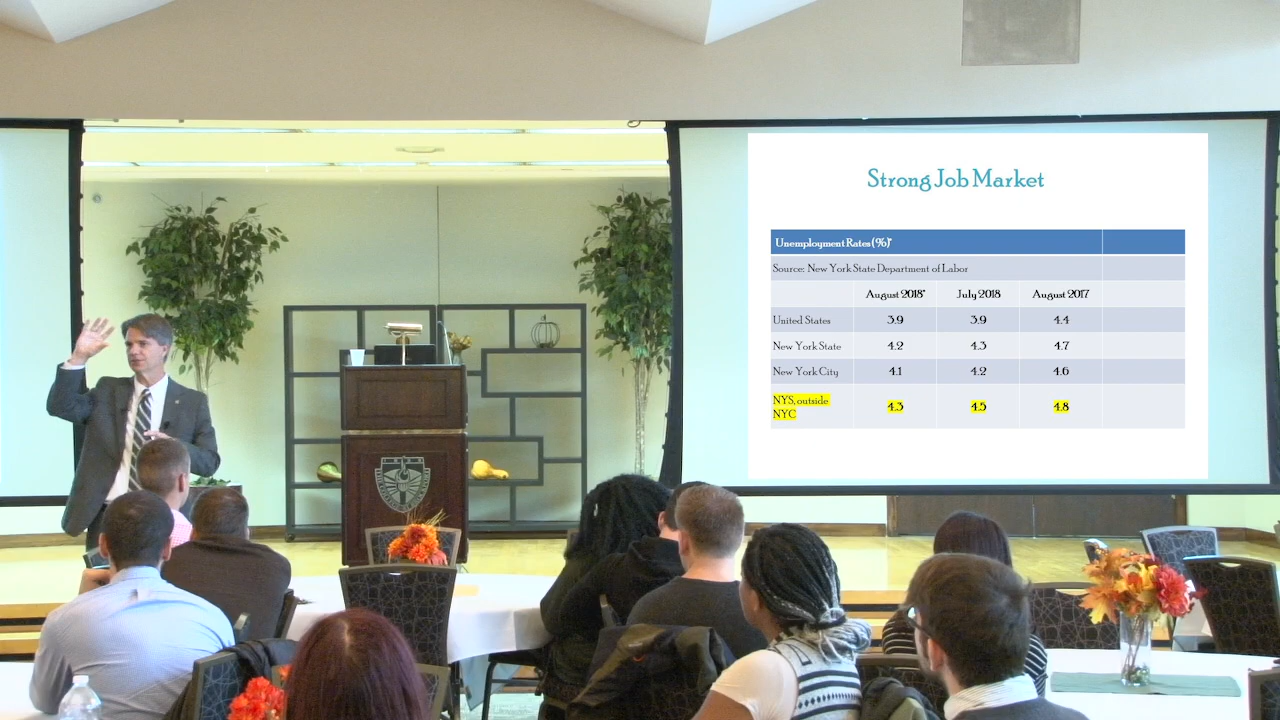 Strong Job Market
Unemployment Rates (%)*
Source: New York State Department of Labor
August 2018* July 2018 August 2017
United States 3.9 3.9 4.4
New York State 4.2 4.3 4.7
New York City 4.1 4.2 4.6
NYS, outside
NYC 4.3 4.5 4.8